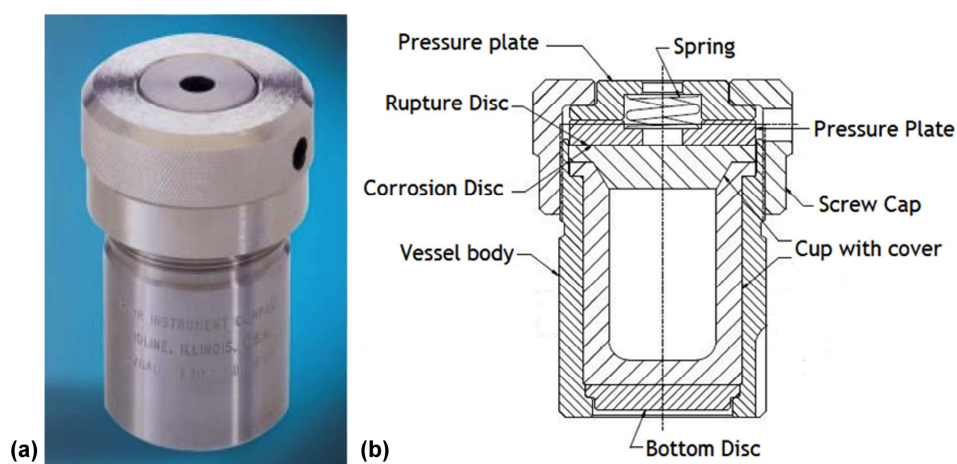 Pressure plate
Spring
Rupture Disc
Pressure Plate
Corrosion Disc
Screw Cap
Vessel body
Cup with cover
INSTRUMENT
MOLINE, ILLINOIS,
Bottom Disc
(a)
(b)